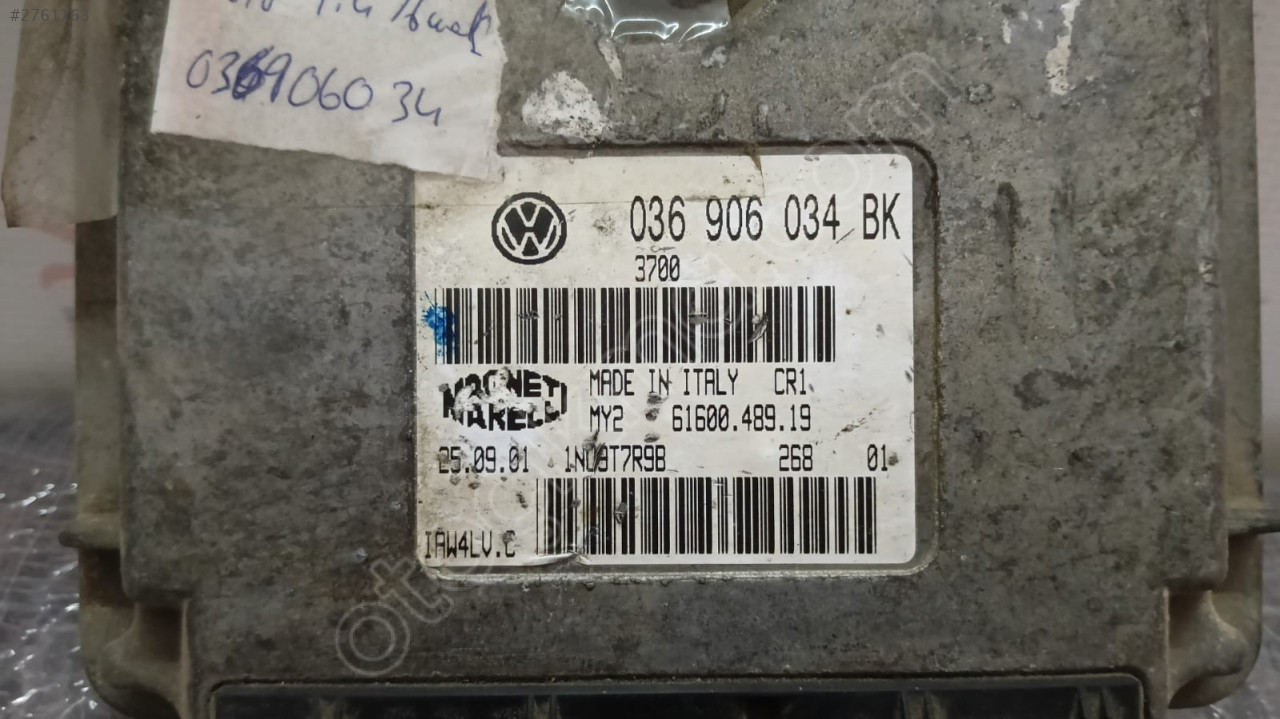 036906034
036 906 034 BK
3700
MAGNETI
MARELLI
MADE IN ITALY CR1
MY2 61600.489.19
25.09.01 1NU9T7R9B 268 01
IAW4LV.C